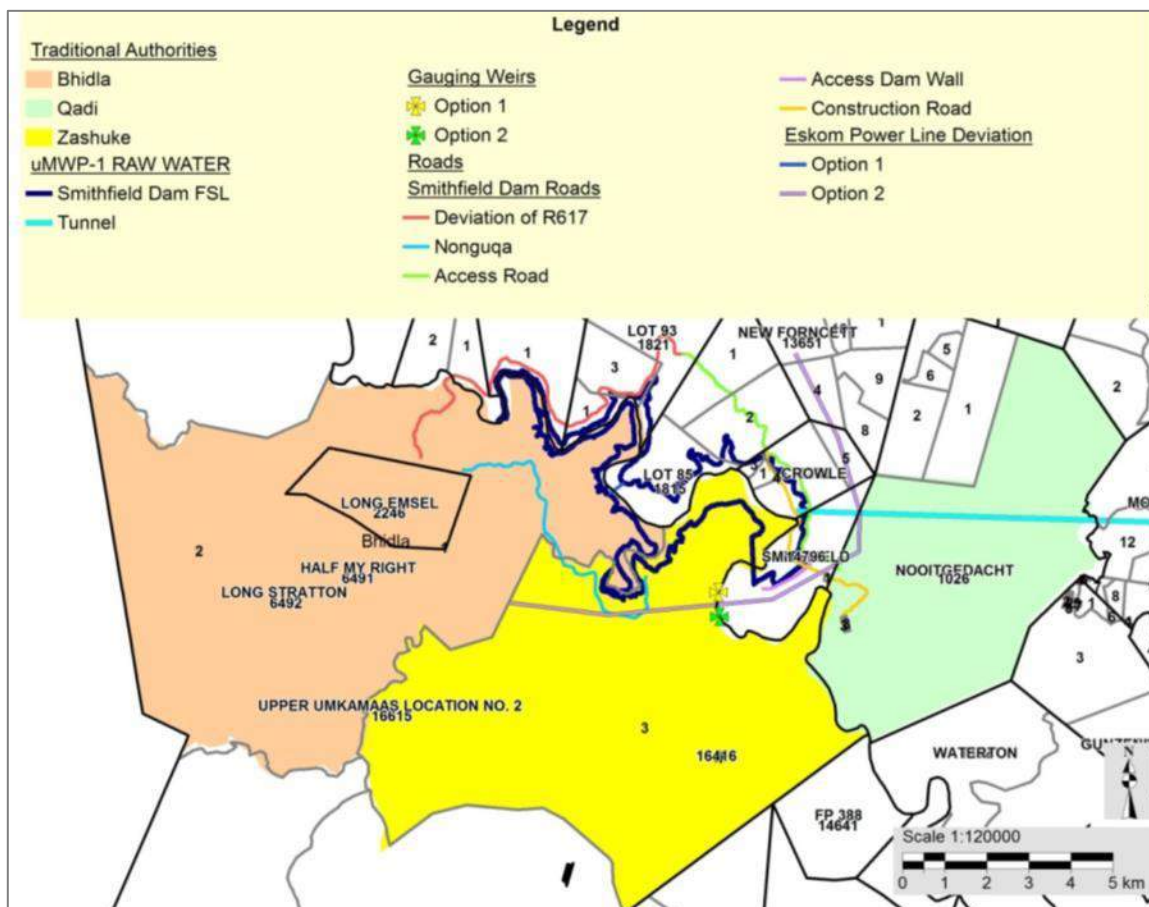 Legend
Traditional Authorities
Bhidla
Qadi
Zashuke
uMWP-1 RAW WATER
Smithfield Dam FSL
Tunnel
Gauging Weirs
Option 1
Option 2
Roads
Smithfield Dam Roads
Deviation of R617
Nonguqa
Access Road
Access Dam Wall
Construction Road
Eskom Power Line Deviation
Option 1
Option 2
LOT 93
1821
NEW FORNCETT
13651
2
1
1
3
1
1
4
9
5
6
2
1
2
2
8
5
LOT 85
1815
1
4
CROWLE
LONG EMSEL
2246
Bhidla
2
HALF MY RIGHT
6491
LONG STRATTON
6492
NOOITGEDACHT
1026
12
8
1
6
3
UPPER UMKAMAAS LOCATION NO. 2
16615
3
16416
WATERTON
FP 388
14641
N
Scale 1:120000
0 1 2 3 4 5 km